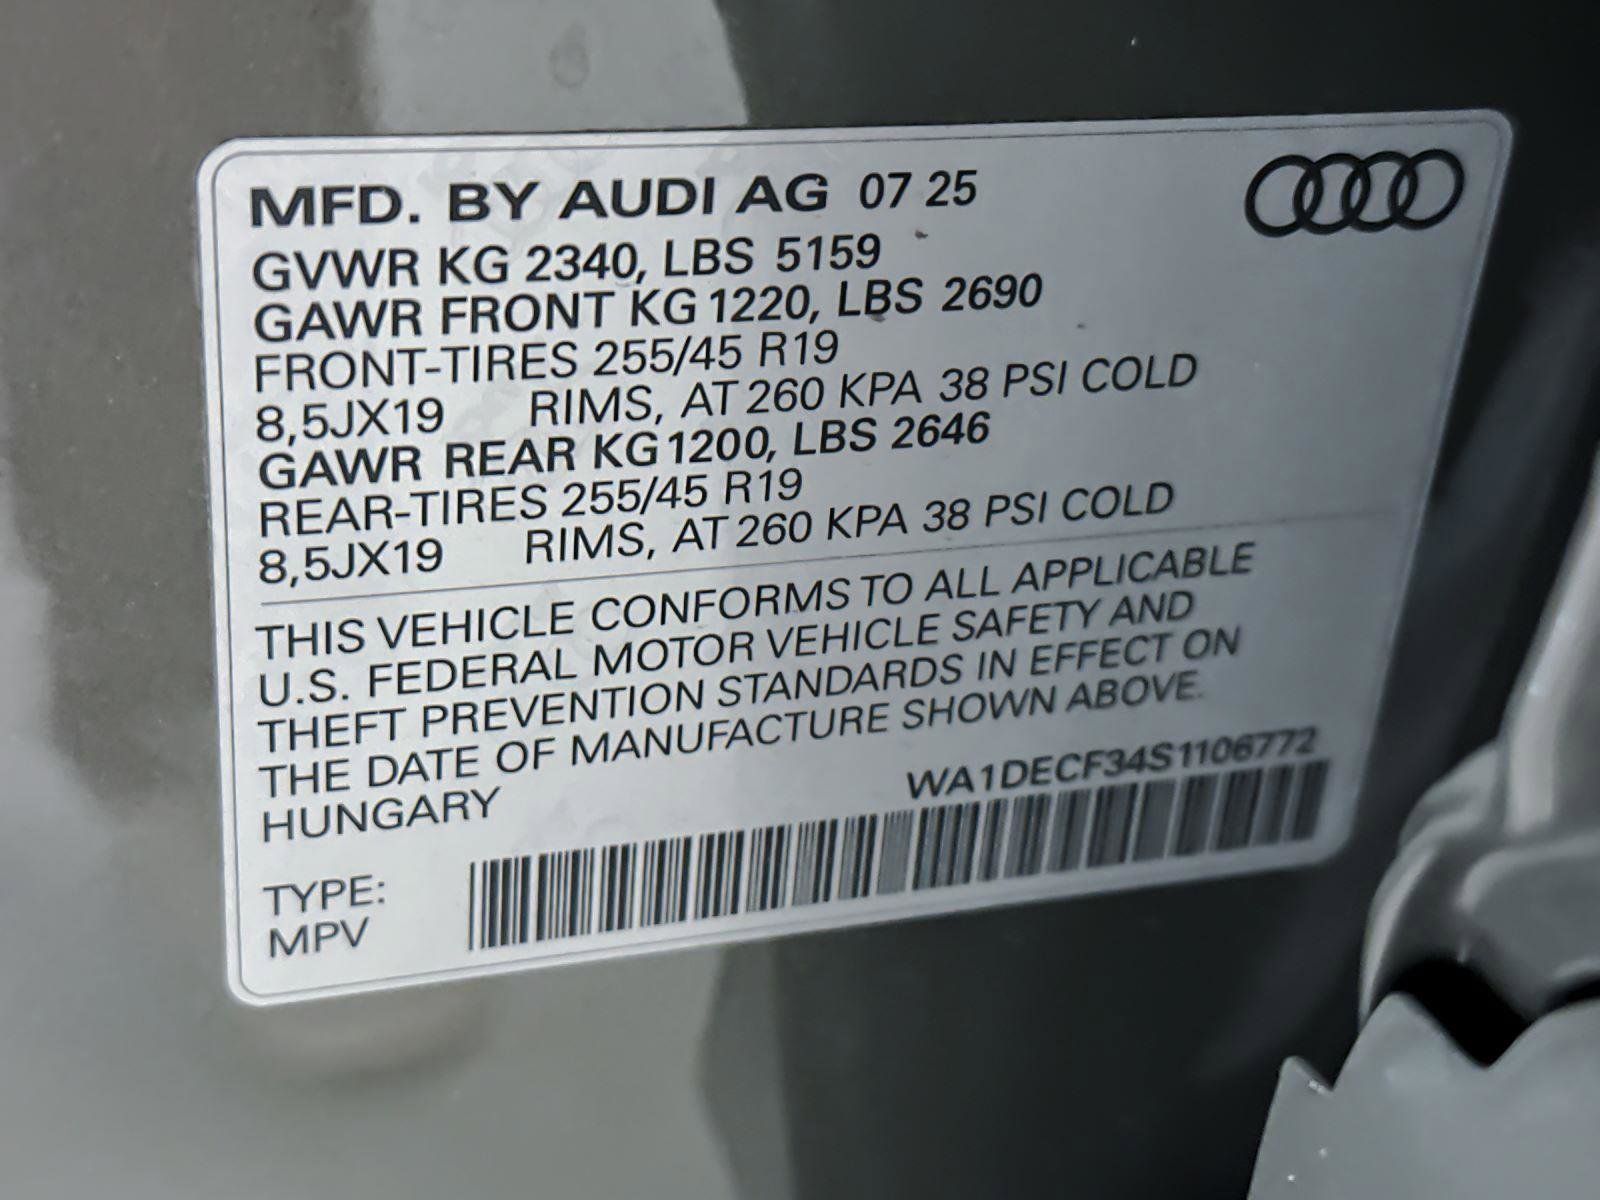 MFD. BY AUDI AG 07 25
GVWR KG 2340, LBS 5159
GAWR FRONT KG 1220, LBS 2690
FRONT-TIRES 255/45 R19
8,5JX19 RIMS, AT 260 KPA 38 PSI COLD
GAWR REAR KG 1200, LBS 2646
REAR-TIRES 255/45 R19
8,5JX19 RIMS, AT 260 KPA 38 PSI COLD
THIS VEHICLE CONFORMS TO ALL APPLICABLE
U.S. FEDERAL MOTOR VEHICLE SAFETY AND
THEFT PREVENTION STANDARDS IN EFFECT ON
THE DATE OF MANUFACTURE SHOWN ABOVE.
HUNGARY
WA1DECF34S1106772
TYPE:
MPV